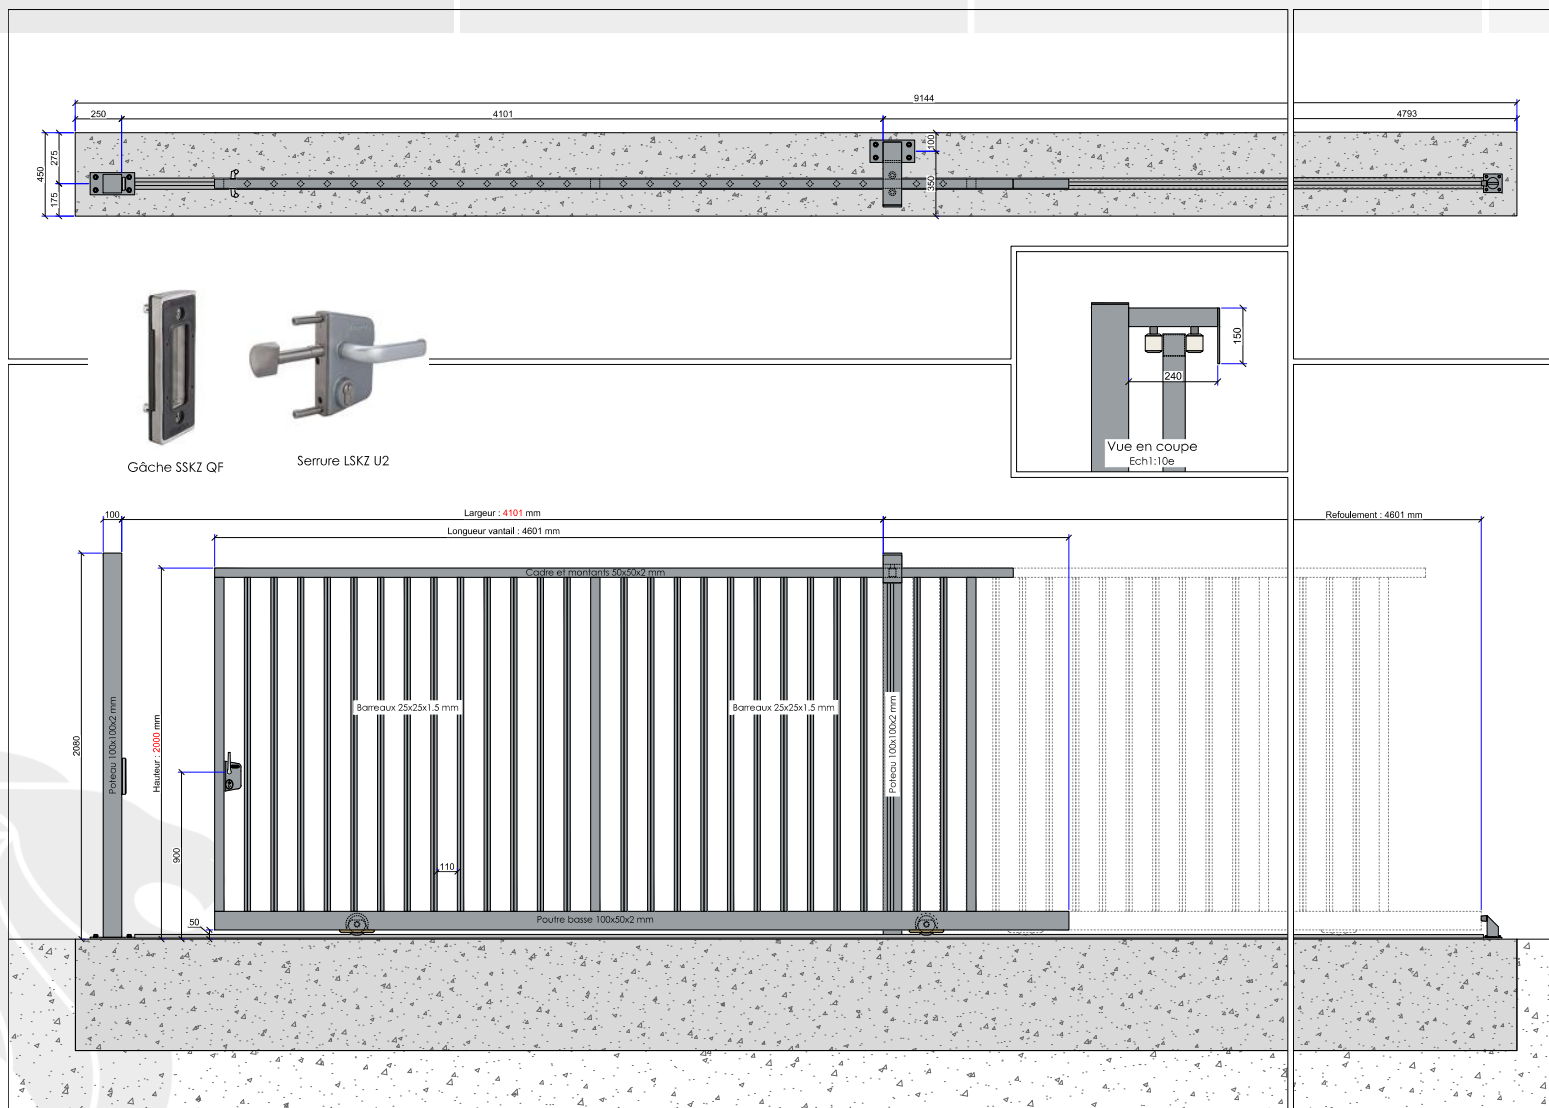 9144
250
4101
4793
450
275
175
100
350
150
240
Vue en coupe
Ech1:10e
Gâche SSKZ QF
Serrure LSKZ U2
100
Largeur : 4101 mm
Refoulement : 4601 mm
Longueur vantail : 4601 mm
Cadre et montants 50x50x2 mm
2080
Poteau 100x100x2 mm
Hauteur : 2000 mm
Barreaux 25x25x1.5 mm
Barreaux 25x25x1.5 mm
Poteau 100x100x2 mm
900
110
50
Poutre basse 100x50x2 mm